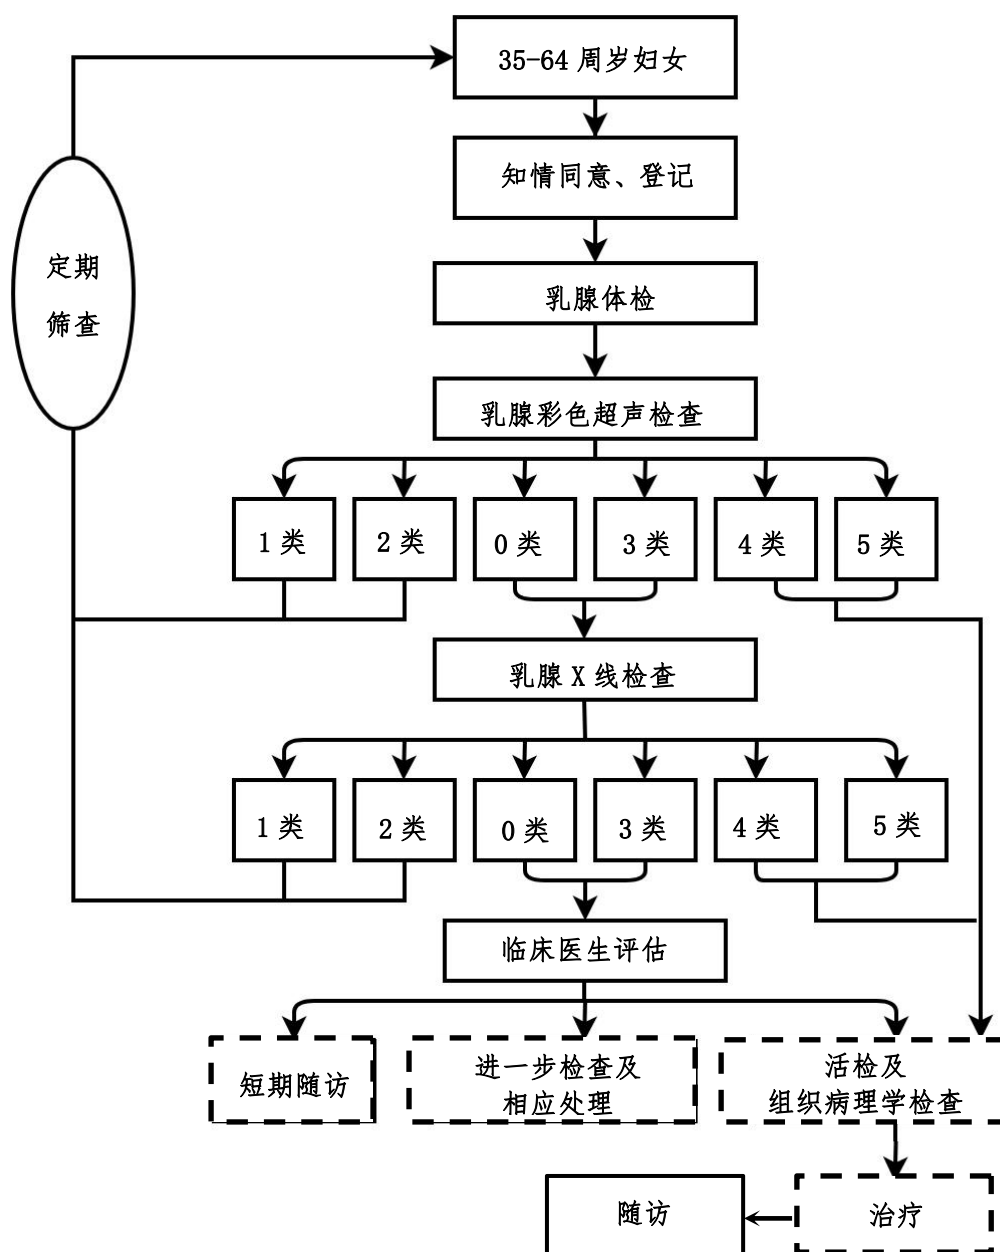 35-64 周岁妇女
知情同意、登记
定期
筛查
乳腺体检
乳腺彩色超声检查
1 类
2 类
0 类
3 类
4 类
5 类
乳腺 X 线检查
1 类
2 类
0 类
3 类
4 类
5 类
临床医生评估
短期随访
进一步检查及
相应处理
活检及
组织病理学检查
随访
治疗